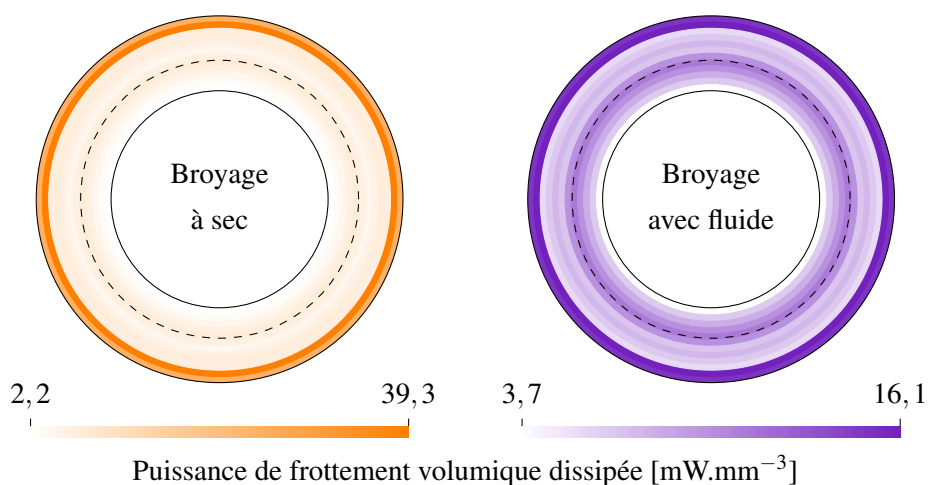 Broyage
à sec
Broyage
avec fluide
2,2
39,3
3,7
16,1
Puissance de frottement volumique dissipée [mW.mm⁻³]